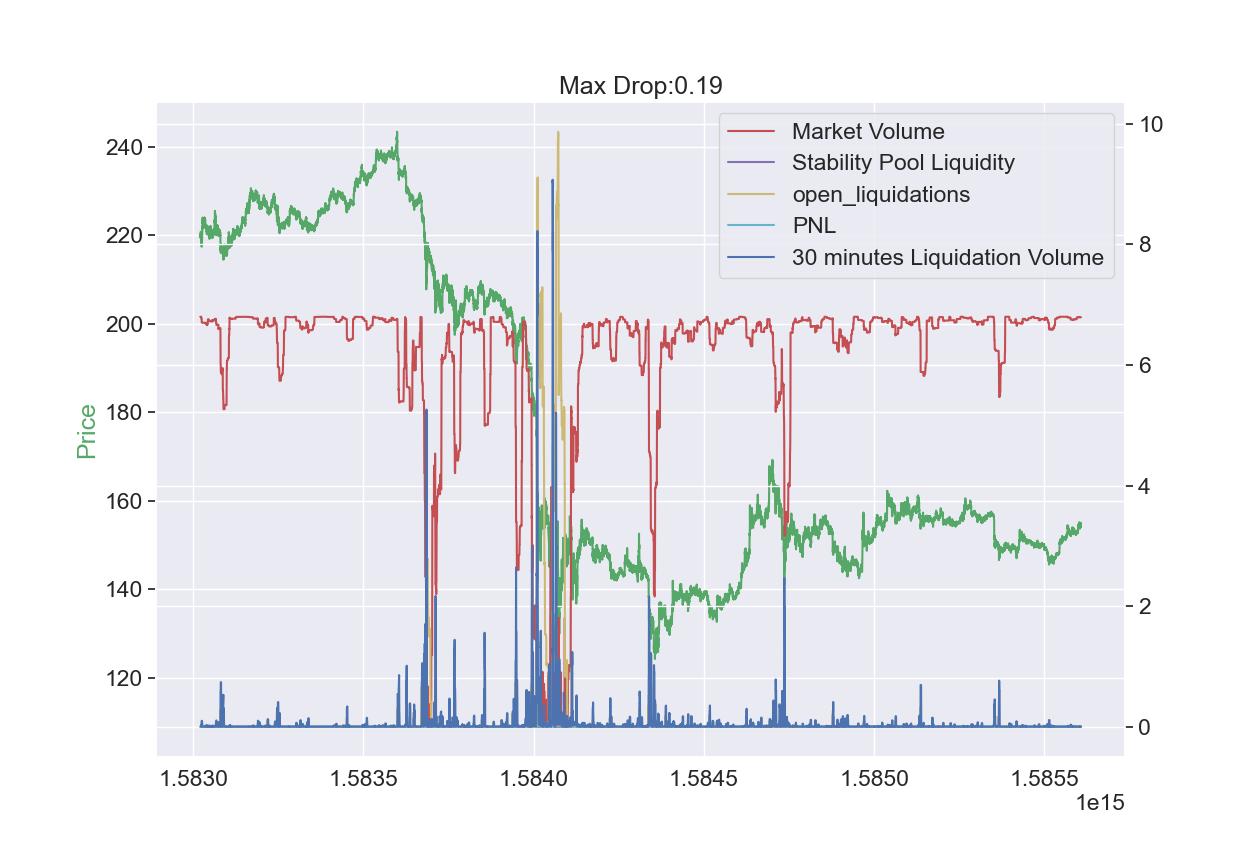 Max Drop:0.19
Market Volume
Stability Pool Liquidity
open_liquidations
PNL
30 minutes Liquidation Volume
Price
240
220
200
180
160
140
120
10
8
6
4
2
0
1.5830 1.5835 1.5840 1.5845 1.5850 1.5855
1e15